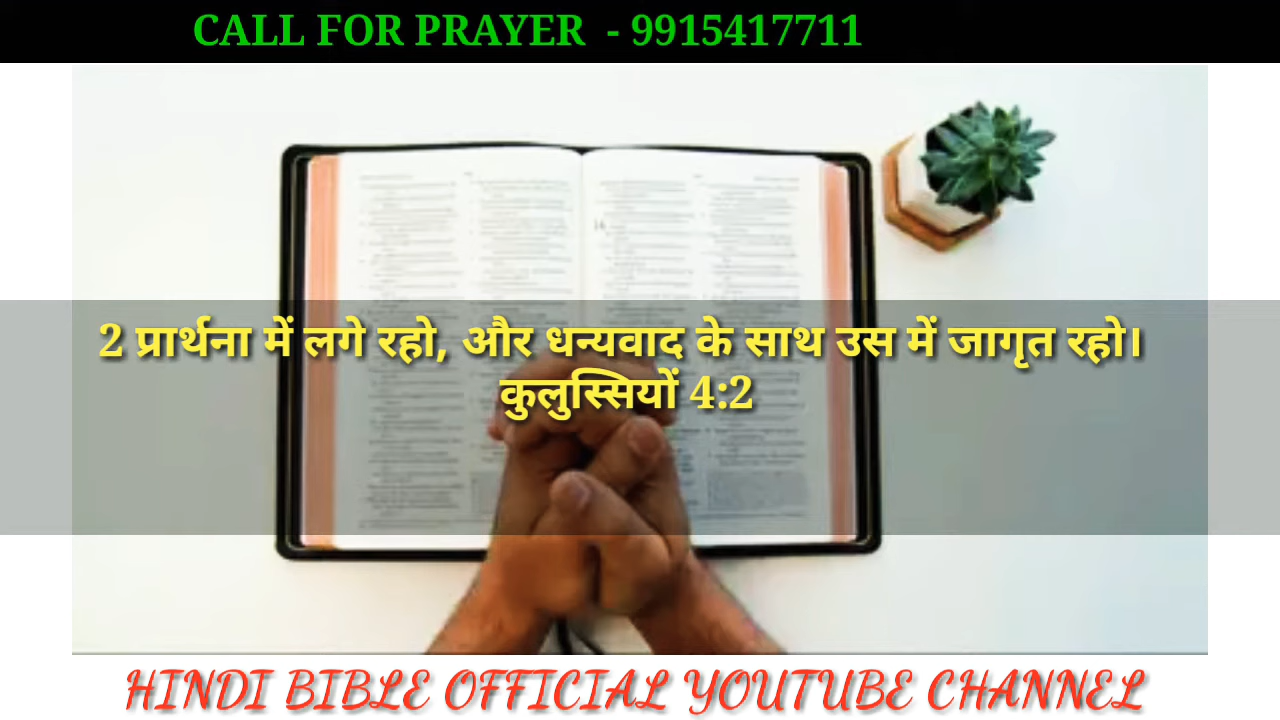 CALL FOR PRAYER - 9915417711
2 प्रार्थना में लगे रहो, और धन्यवाद के साथ उस में जागृत रहो।
कुलुस्सियों 4:2
HINDI BIBLE OFFICIAL YOUTUBE CHANNEL